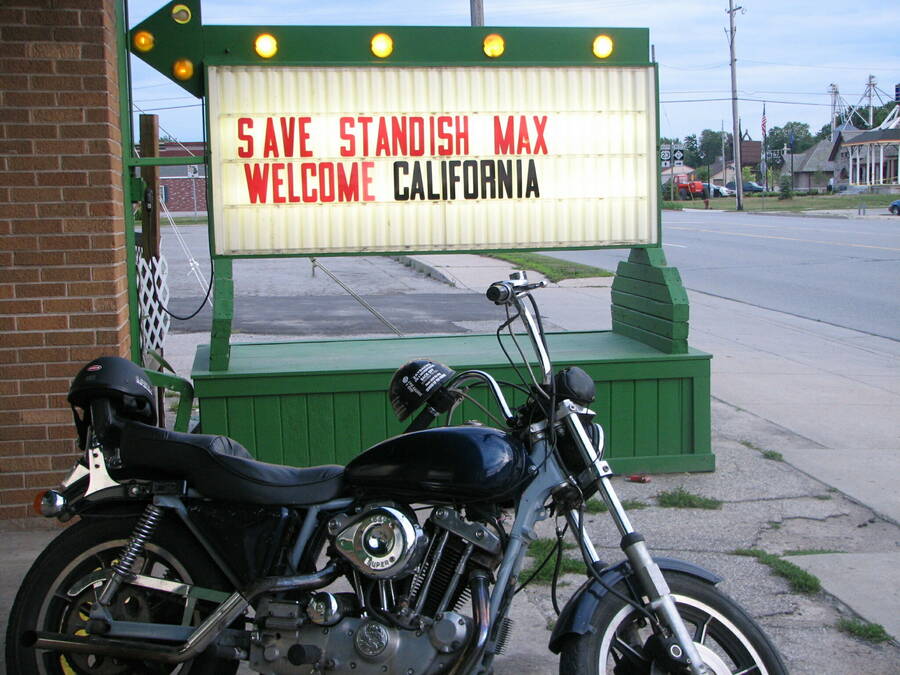 SAVE STANDISH MAX
WELCOME CALIFORNIA
SUPER